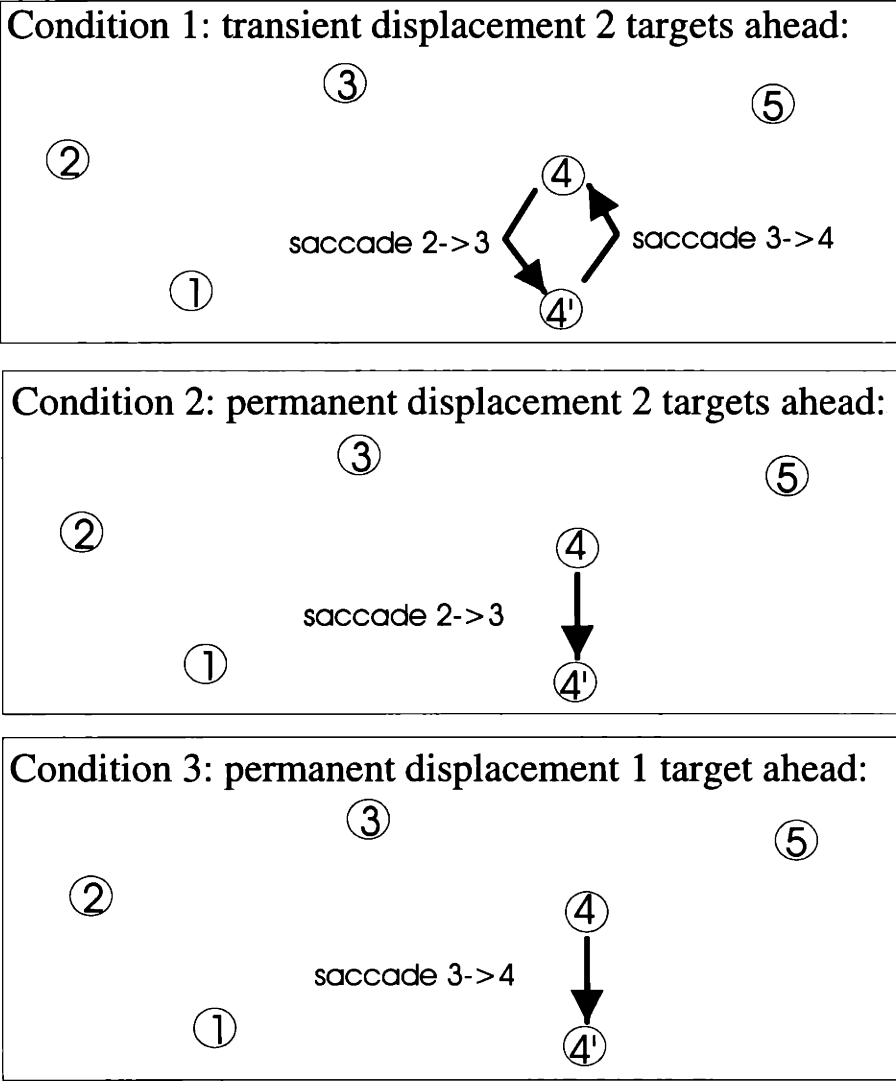 Condition 1: transient displacement 2 targets ahead:
3
5
2
4
saccade 2->3
saccade 3->4
1
4'
Condition 2: permanent displacement 2 targets ahead:
3
5
2
4
saccade 2->3
1
4'
Condition 3: permanent displacement 1 target ahead:
3
5
2
4
saccade 3->4
1
4'